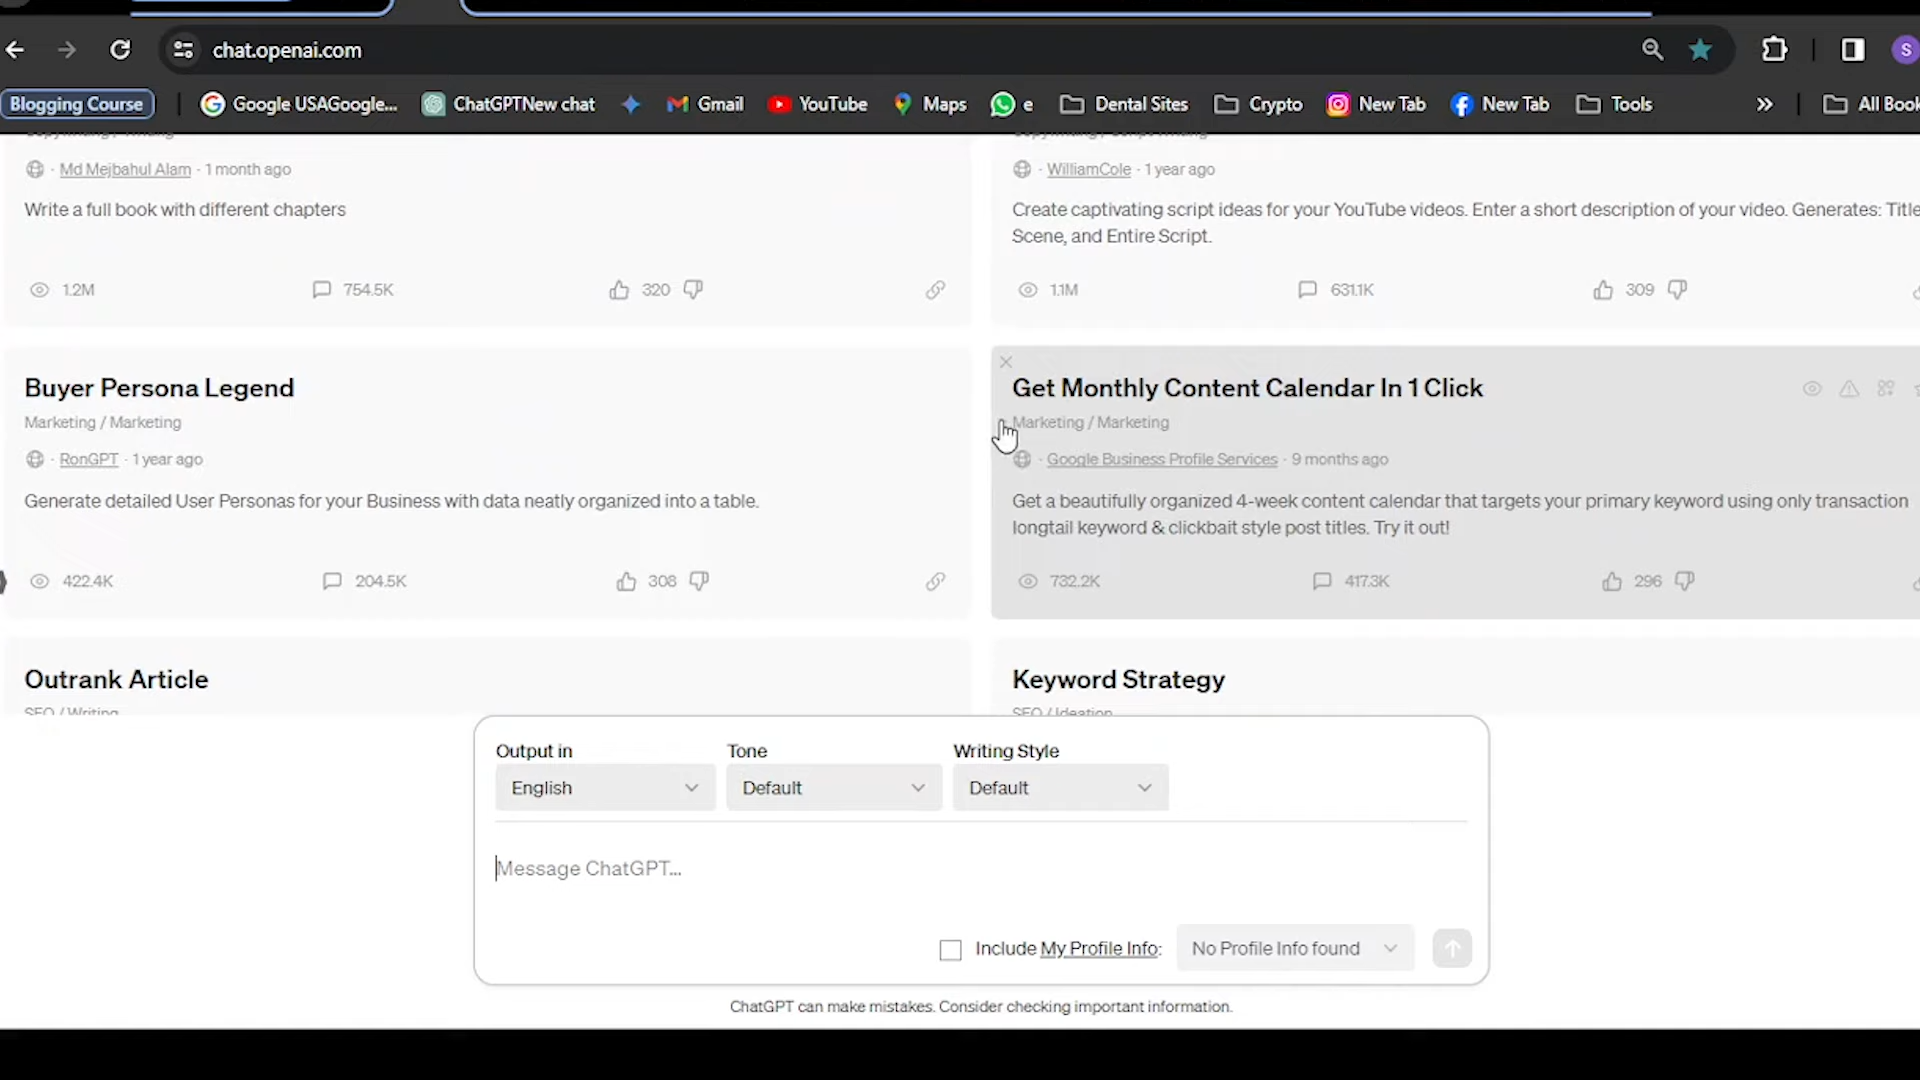 chat.openai.com
S
Blogging Course
Google USAGoogle...
ChatGPTNew chat
Gmail
YouTube
Maps
e
Dental Sites
Crypto
New Tab
New Tab
Tools
»
All Book
Md Mejbahul Alam · 1 month ago
Write a full book with different chapters
1.2M
754.5K
320
WilliamCole · 1 year ago
Create captivating script ideas for your YouTube videos. Enter a short description of your video. Generates: Title
Scene, and Entire Script.
1.1M
631.1K
309
Buyer Persona Legend
Marketing / Marketing
RonGPT · 1 year ago
Generate detailed User Personas for your Business with data neatly organized into a table.
422.4K
204.5K
308
Get Monthly Content Calendar In 1 Click
Marketing / Marketing
Google Business Profile Services · 9 months ago
Get a beautifully organized 4-week content calendar that targets your primary keyword using only transaction
longtail keyword & clickbait style post titles. Try it out!
732.2K
417.3K
296
Outrank Article
SEO / Writing
Keyword Strategy
SEO / Ideation
Output in
Tone
Writing Style
English
Default
Default
Message ChatGPT...
Include My Profile Info:
No Profile Info found
ChatGPT can make mistakes. Consider checking important information.